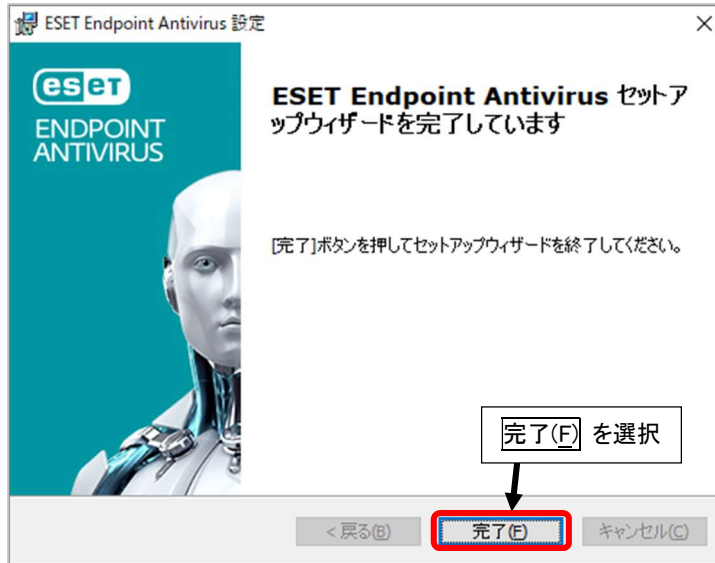 ESET Endpoint Antivirus 設定
eset
ENDPOINT
ANTIVIRUS
ESET Endpoint Antivirus セットア
ップウィザードを完了しています
[完了]ボタンを押してセットアップウィザードを終了してください。
完了(F) を選択
< 戻る(B)
完了(F)
キャンセル(C)